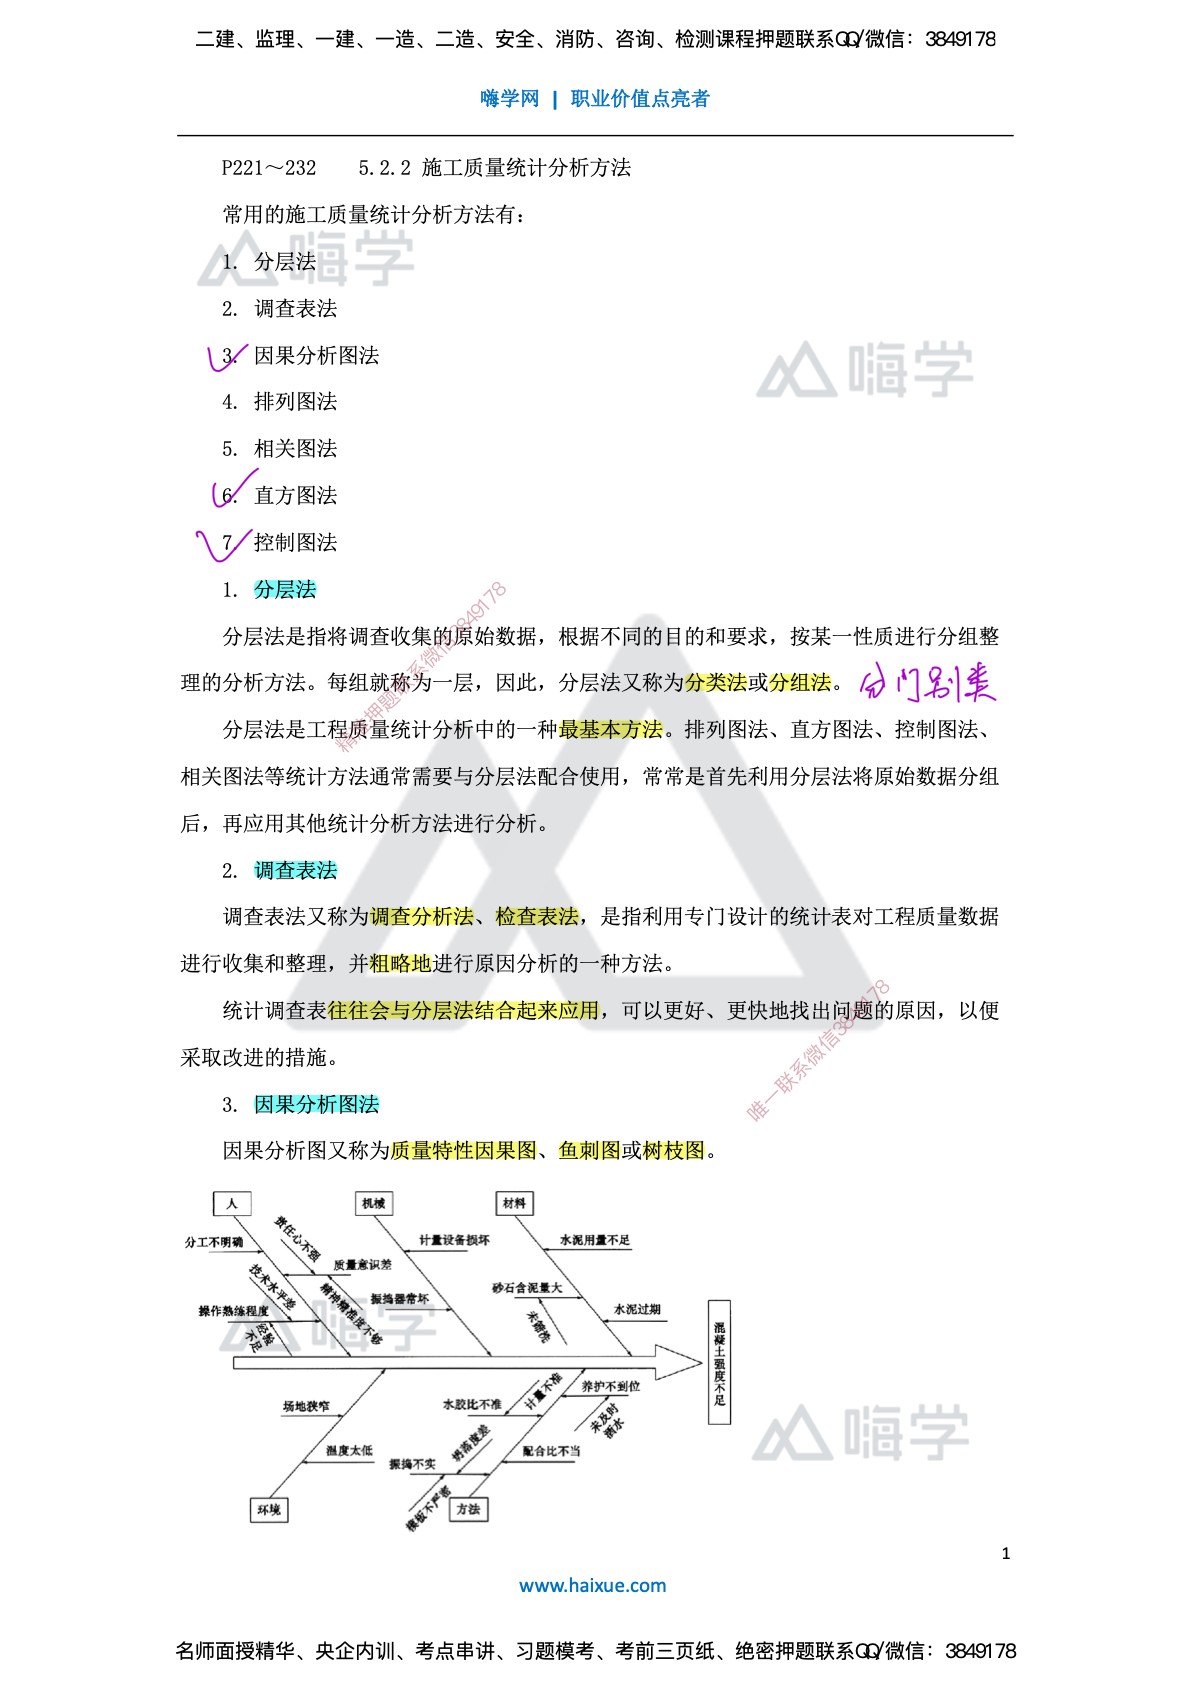 二建、监理、一建、一造、二造、安全、消防、咨询、检测课程押题联系QQ/微信：3849178
嗨学网 | 职业价值点亮者
P221～232 5.2.2 施工质量统计分析方法
常用的施工质量统计分析方法有：
嗨学
1. 分层法
2. 调查表法
3. 因果分析图法
嗨学
4. 排列图法
5. 相关图法
6. 直方图法
7. 控制图法
1. 分层法
分层法是指将调查收集的原始数据，根据不同的目的和要求，按某一性质进行分组整
理的分析方法。每组就称为一层，因此，分层法又称为分类法或分组法。 分门别类
分层法是工程质量统计分析中的一种最基本方法。排列图法、直方图法、控制图法、
相关图法等统计方法通常需要与分层法配合使用，常常是首先利用分层法将原始数据分组
后，再应用其他统计分析方法进行分析。
2. 调查表法
调查表法又称为调查分析法、检查表法，是指利用专门设计的统计表对工程质量数据
进行收集和整理，并粗略地进行原因分析的一种方法。
统计调查表往往会与分层法结合起来应用，可以更好、更快地找出问题的原因，以便
采取改进的措施。
唯一联系微信3849178
3. 因果分析图法
因果分析图又称为质量特性因果图、鱼刺图或树枝图。
人
机械
材料
分工不明确
责任心不强
质量意识差
计量设备损坏
水泥用量不足
技术水平差
精神精准度不够
振捣器常坏
砂石含泥量大
操作熟练程度
经验
不足
未筛洗
水泥过期
嗨学
混凝土强度不足
场地狭窄
水胶比不准
计量不准
养护不到位
未及时
洒水
温度太低
振捣不实
坍落度差
配合比不当
模板不严密
环境
方法
嗨学
1
www.haixue.com
名师面授精华、央企内训、考点串讲、习题模考、考前三页纸、绝密押题联系QQ/微信：3849178